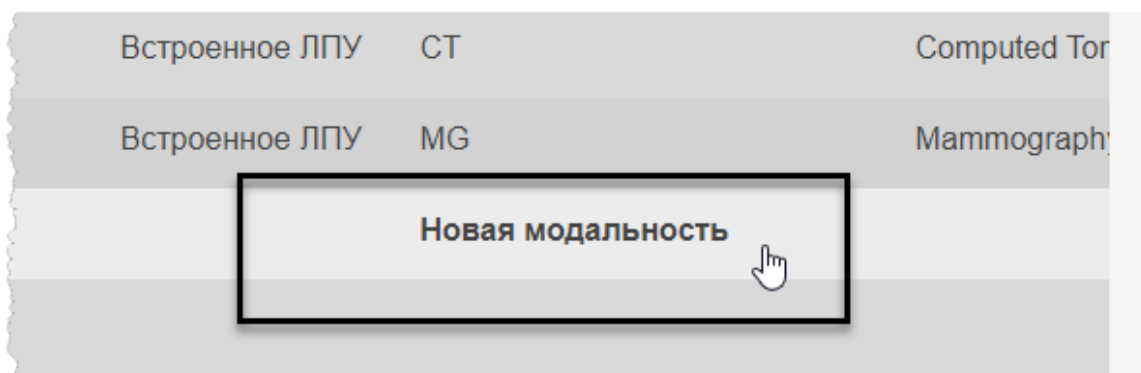 Встроенное ЛПУ CT Computed Tor
Встроенное ЛПУ MG Mammography
Новая модальность